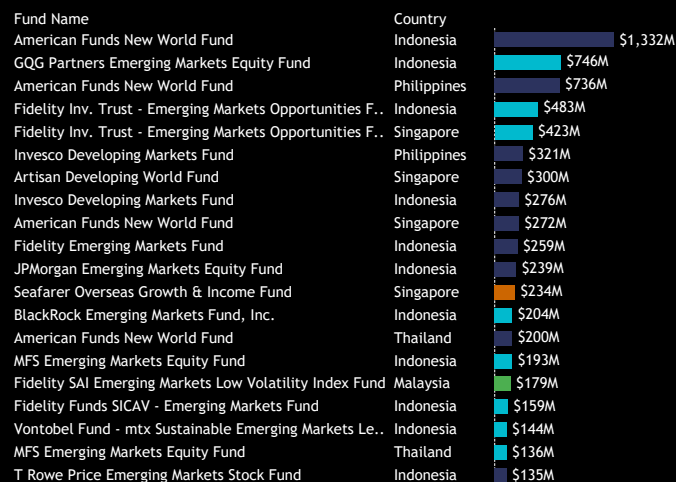 Fund Name Country
American Funds New World Fund Indonesia $1,332M
GQG Partners Emerging Markets Equity Fund Indonesia $746M
American Funds New World Fund Philippines $736M
Fidelity Inv. Trust - Emerging Markets Opportunities F.. Indonesia $483M
Fidelity Inv. Trust - Emerging Markets Opportunities F.. Singapore $423M
Invesco Developing Markets Fund Philippines $321M
Artisan Developing World Fund Singapore $300M
Invesco Developing Markets Fund Indonesia $276M
American Funds New World Fund Singapore $272M
Fidelity Emerging Markets Fund Indonesia $259M
JPMorgan Emerging Markets Equity Fund Indonesia $239M
Seafarer Overseas Growth & Income Fund Singapore $234M
BlackRock Emerging Markets Fund, Inc. Indonesia $204M
American Funds New World Fund Thailand $200M
MFS Emerging Markets Equity Fund Indonesia $193M
Fidelity SAI Emerging Markets Low Volatility Index Fund Malaysia $179M
Fidelity Funds SICAV - Emerging Markets Fund Indonesia $159M
Vontobel Fund - mtx Sustainable Emerging Markets Le.. Indonesia $144M
MFS Emerging Markets Equity Fund Thailand $136M
T Rowe Price Emerging Markets Stock Fund Indonesia $135M